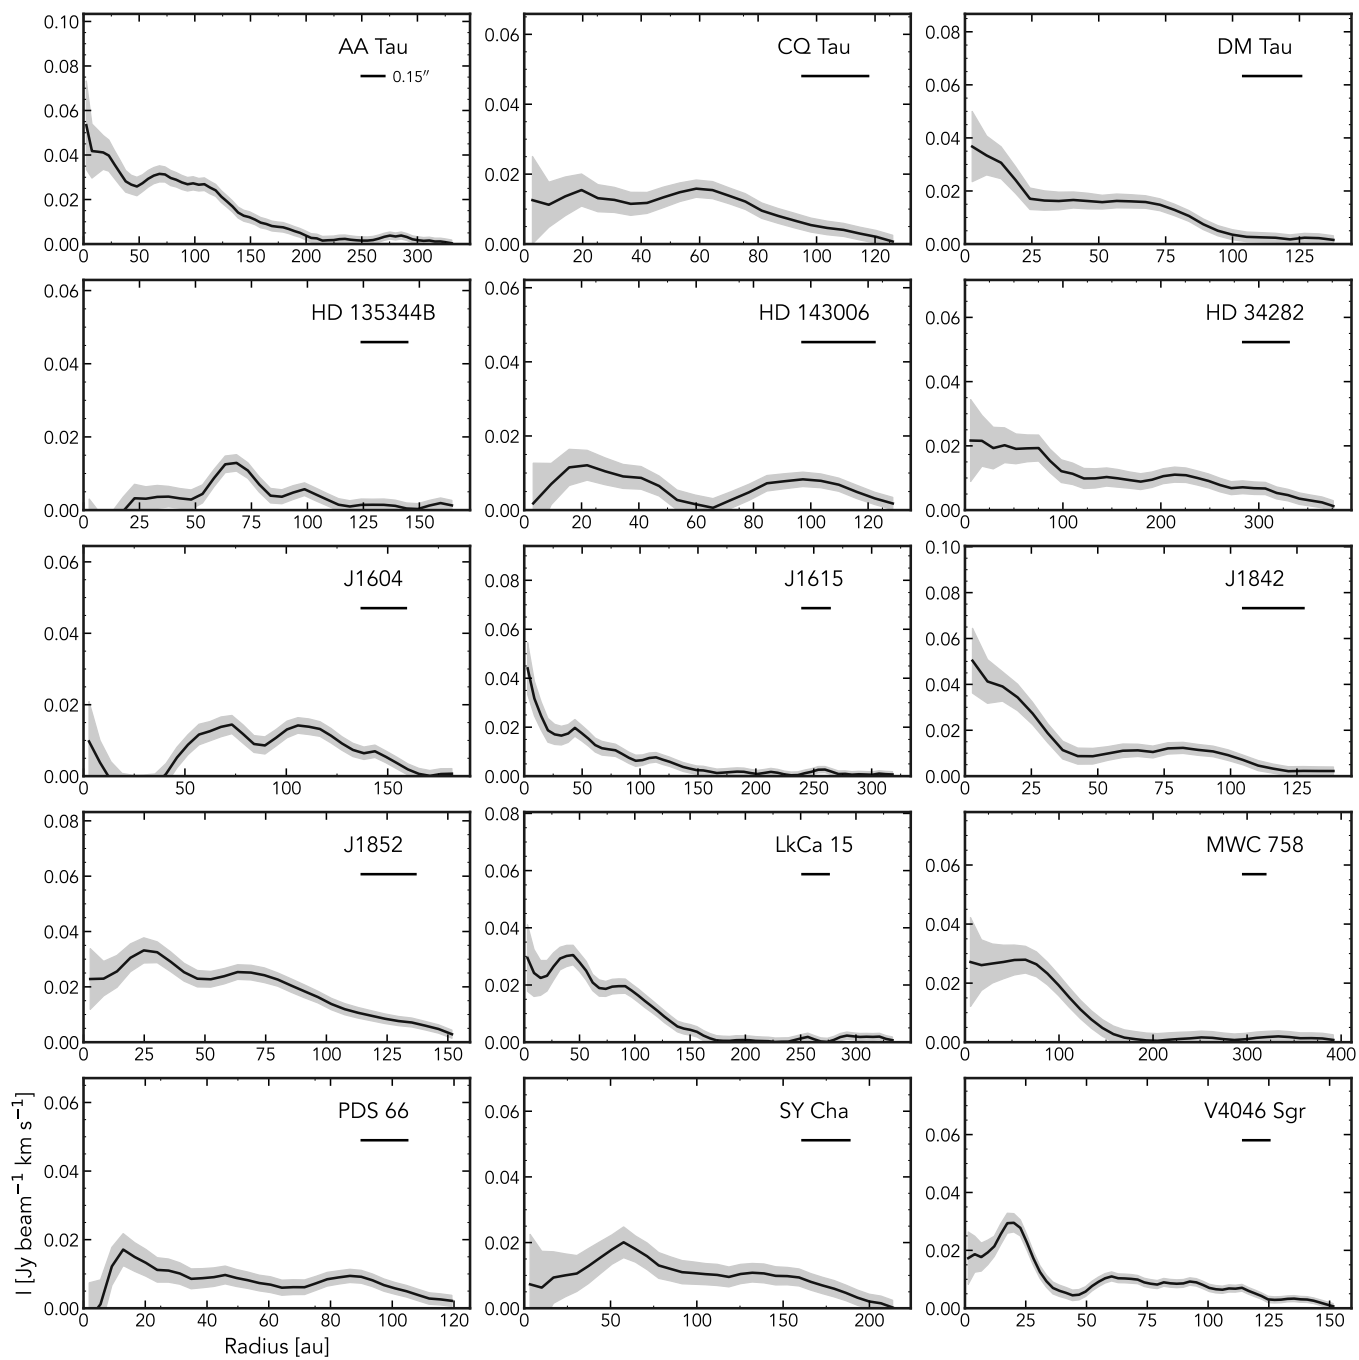 AA Tau
0.15″
0.10
0.08
0.06
0.04
0.02
0.00
0 50 100 150 200 250 300
CQ Tau
0.06
0.04
0.02
0.00
0 20 40 60 80 100 120
DM Tau
0.08
0.06
0.04
0.02
0.00
0 25 50 75 100 125
HD 135344B
0.06
0.04
0.02
0.00
0 25 50 75 100 125 150
HD 143006
0.06
0.04
0.02
0.00
0 20 40 60 80 100 120
HD 34282
0.06
0.04
0.02
0.00
0 100 200 300
J1604
0.06
0.04
0.02
0.00
0 50 100 150
J1615
0.08
0.06
0.04
0.02
0.00
0 50 100 150 200 250 300
J1842
0.10
0.08
0.06
0.04
0.02
0.00
0 25 50 75 100 125
J1852
0.08
0.06
0.04
0.02
0.00
0 25 50 75 100 125 150
LkCa 15
0.08
0.06
0.04
0.02
0.00
0 50 100 150 200 250 300
MWC 758
0.06
0.04
0.02
0.00
0 100 200 300 400
PDS 66
0.06
0.04
0.02
0.00
0 20 40 60 80 100 120
I [Jy beam⁻¹ km s⁻¹]
Radius [au]
SY Cha
0.06
0.04
0.02
0.00
0 50 100 150 200
V4046 Sgr
0.06
0.04
0.02
0.00
0 25 50 75 100 125 150